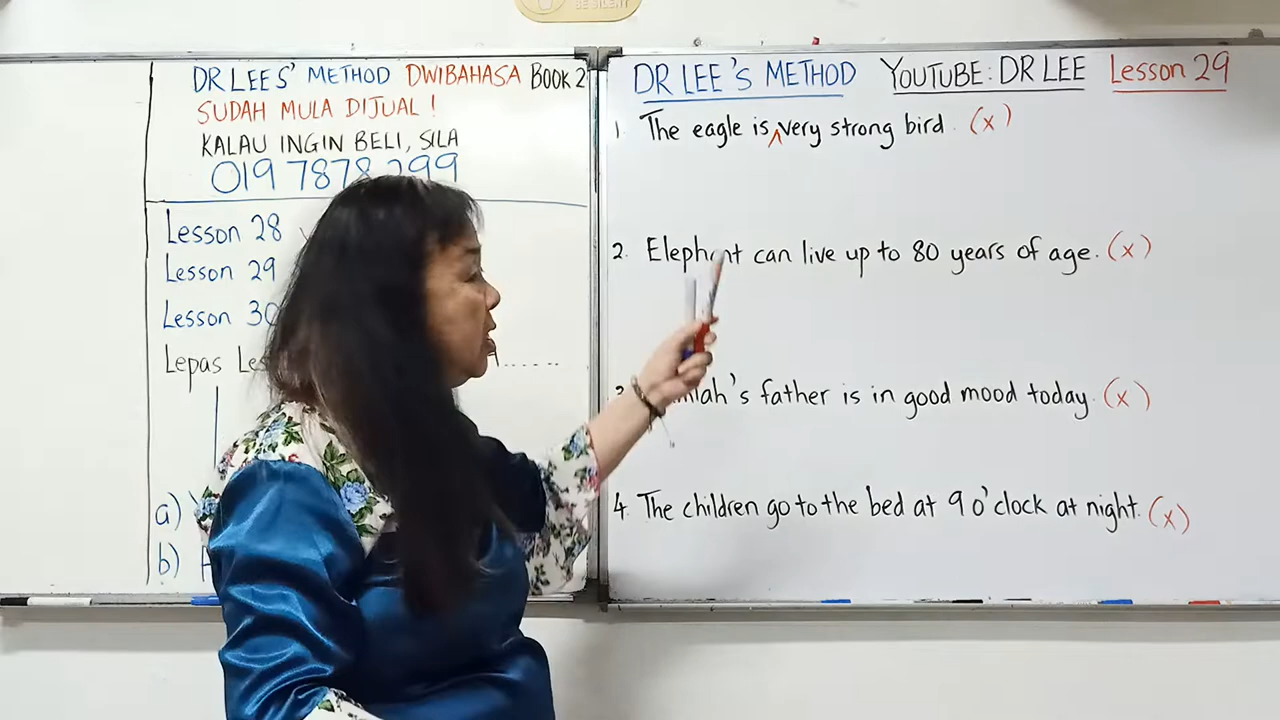 BE SILENT
DR LEES' METHOD DWIBAHASA BOOK 2
SUDAH MULA DIJUAL !
KALAU INGIN BELI, SILA
019 7878 299
Lesson 28
Lesson 29
Lesson 30
Lepas
a)
b)
DR LEE'S METHOD YOUTUBE: DR LEE Lesson 29
1. The eagle is ^ very strong bird. (x)
2. Elephant can live up to 80 years of age. (x)
father is in good mood today. (x)
4. The children go to the bed at 9 o'clock at night. (x)